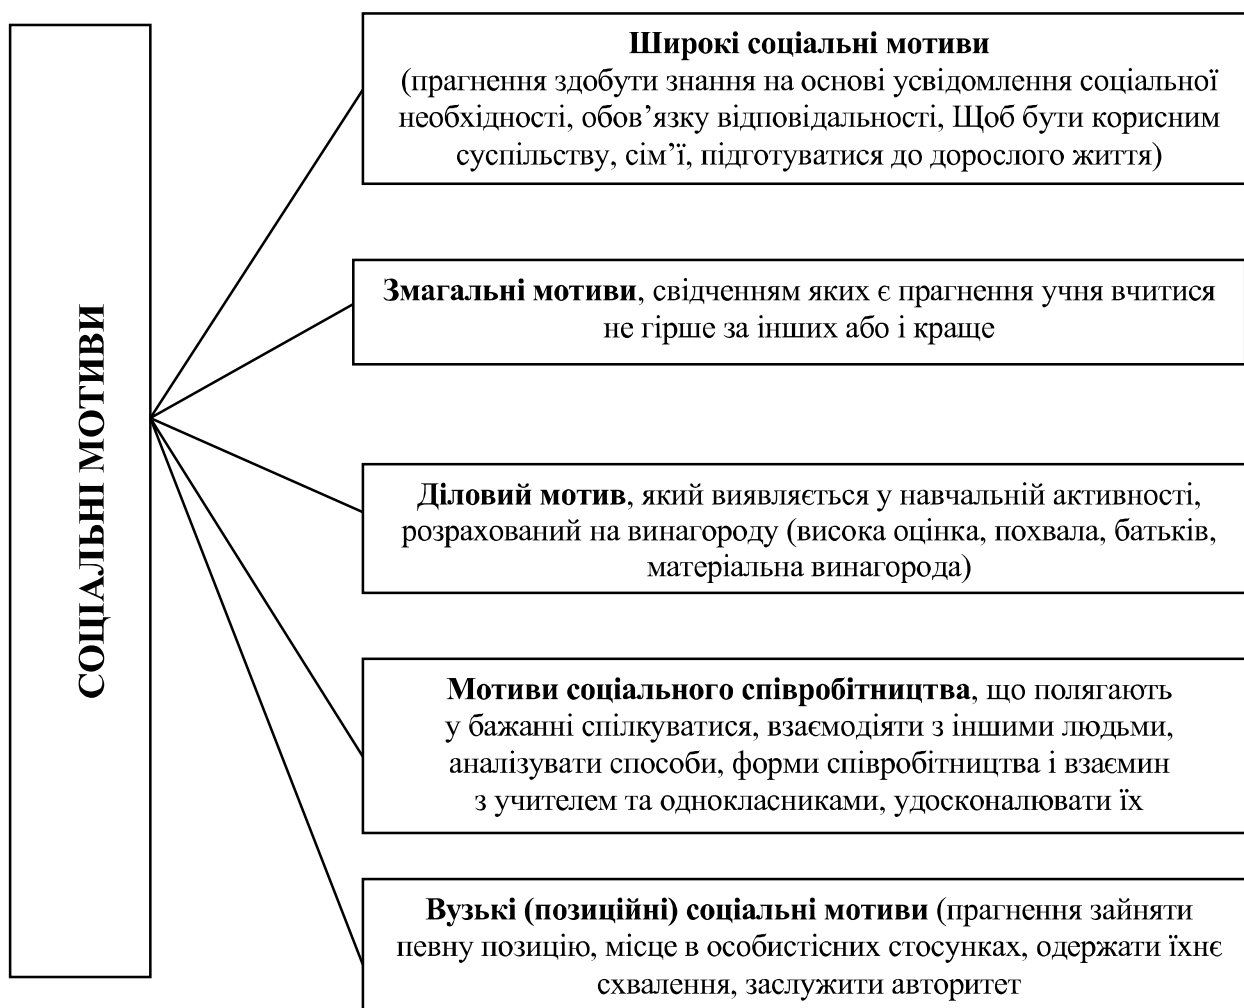 СОЦІАЛЬНІ МОТИВИ
Широкі соціальні мотиви
(прагнення здобути знання на основі усвідомлення соціальної
необхідності, обов’язку відповідальності, Щоб бути корисним
суспільству, сім’ї, підготуватися до дорослого життя)
Змагальні мотиви, свідченням яких є прагнення учня вчитися
не гірше за інших або і краще
Діловий мотив, який виявляється у навчальній активності,
розрахований на винагороду (висока оцінка, похвала, батьків,
матеріальна винагорода)
Мотиви соціального співробітництва, що полягають
у бажанні спілкуватися, взаємодіяти з іншими людьми,
аналізувати способи, форми співробітництва і взаємин
з учителем та однокласниками, удосконалювати їх
Вузькі (позиційні) соціальні мотиви (прагнення зайняти
певну позицію, місце в особистісних стосунках, одержати їхнє
схвалення, заслужити авторитет